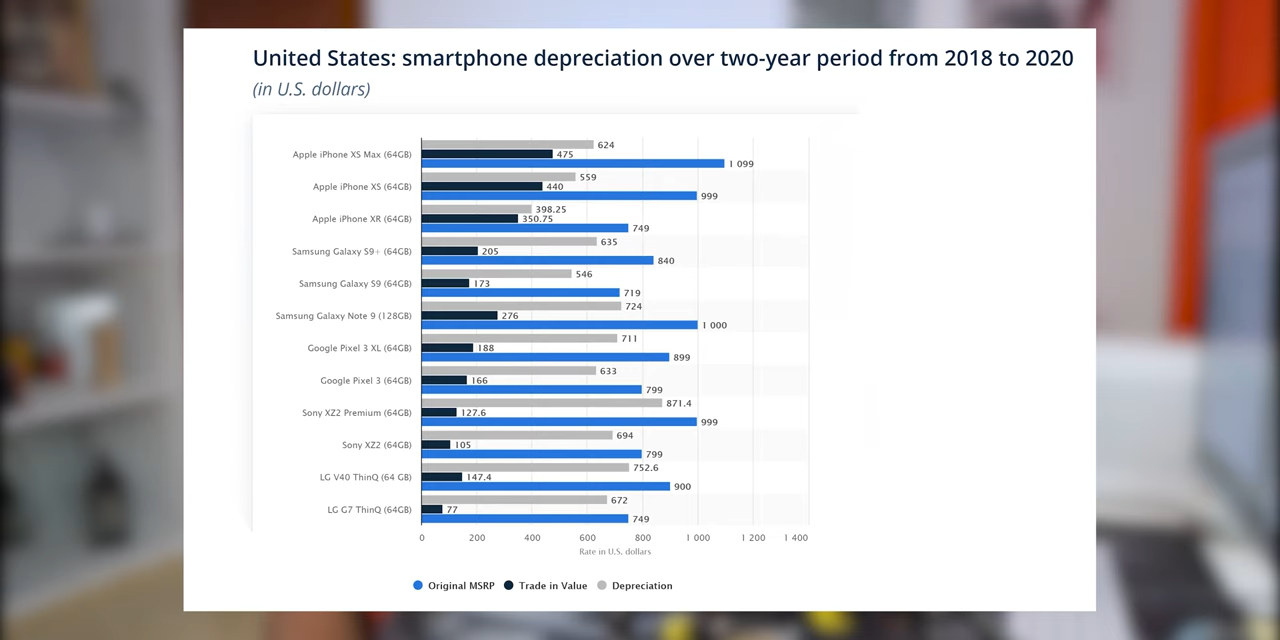 United States: smartphone depreciation over two-year period from 2018 to 2020
(in U.S. dollars)
624
Apple iPhone XS Max (64GB) 475
1 099
559
Apple iPhone XS (64GB) 440
999
398.25
Apple iPhone XR (64GB) 350.75
749
635
Samsung Galaxy S9+ (64GB) 205
840
546
Samsung Galaxy S9 (64GB) 173
719
724
Samsung Galaxy Note 9 (128GB) 276
1 000
711
Google Pixel 3 XL (64GB) 188
899
633
Google Pixel 3 (64GB) 166
799
871.4
Sony XZ2 Premium (64GB) 127.6
999
694
Sony XZ2 (64GB) 105
799
752.6
LG V40 ThinQ (64 GB) 147.4
900
672
LG G7 ThinQ (64GB) 77
749
0 200 400 600 800 1 000 1 200 1 400
Rate in U.S. dollars
Original MSRP Trade in Value Depreciation